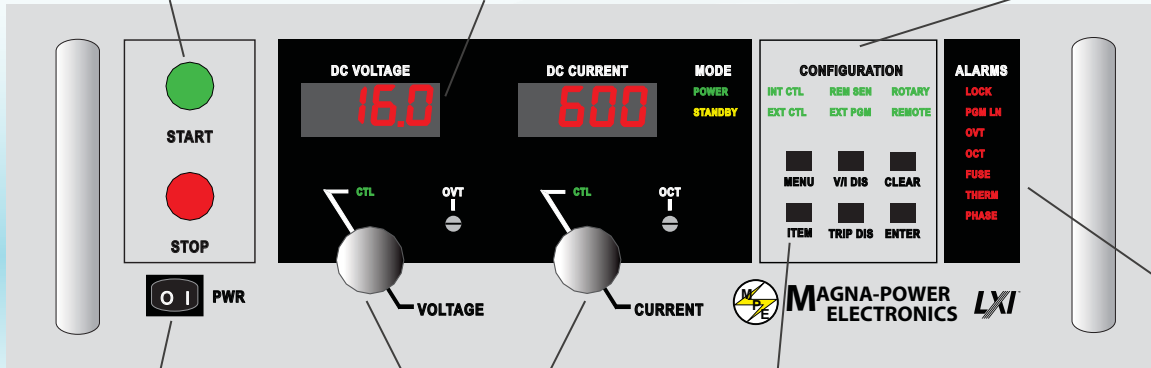 START
STOP
O I
PWR
DC VOLTAGE
16.0
DC CURRENT
600
MODE
POWER
STANDBY
CTL
OVT
CTL
OCT
VOLTAGE
CURRENT
CONFIGURATION
INT CTL REM SEN ROTARY
EXT CTL EXT PGM REMOTE
MENU V/I DIS CLEAR
ITEM TRIP DIS ENTER
ALARMS
LOCK
PGM LN
OVT
OCT
FUSE
THERM
PHASE
MPE
MAGNA-POWER
ELECTRONICS
LXI